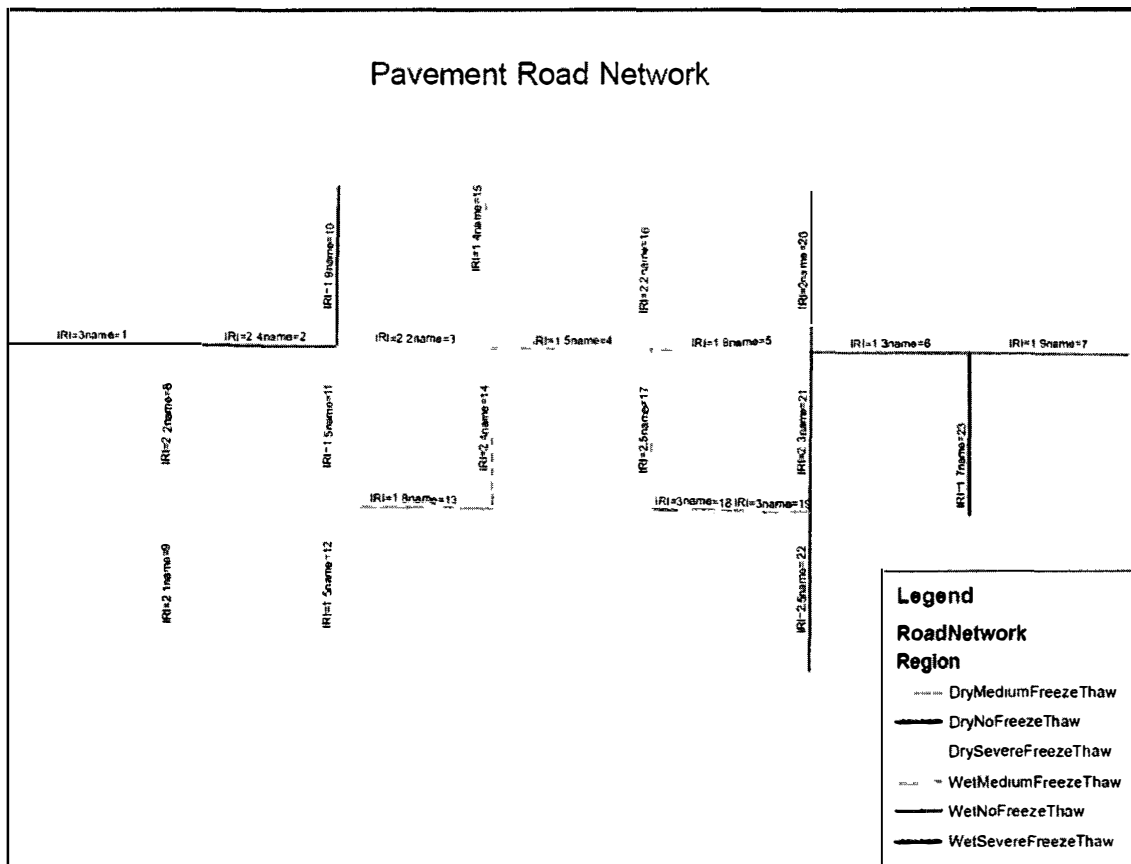 Pavement Road Network
IRI=1 9name=10
IRI=1 4name=15
IRI=2.2name=16
IRI=2name=20
IRI=3name=1
IRI=2 4name=2
IRI=2 2name=3
IRI=1 5name=4
IRI=1 8name=5
IRI=1 3name=6
IRI=1 9name=7
IRI=2 2name=8
IRI=1 5name=11
IRI=2 4name=14
IRI=2.5name=17
IRI=2 3name=21
IRI=1 7name=23
IRI=1 8name=13
IRI=3name=18
IRI=3name=19
IRI=2 1name=9
IRI=1 5name=12
IRI=2.5name=22
Legend
RoadNetwork
Region
DryMediumFreezeThaw
DryNoFreezeThaw
DrySevereFreezeThaw
WetMediumFreezeThaw
WetNoFreezeThaw
WetSevereFreezeThaw